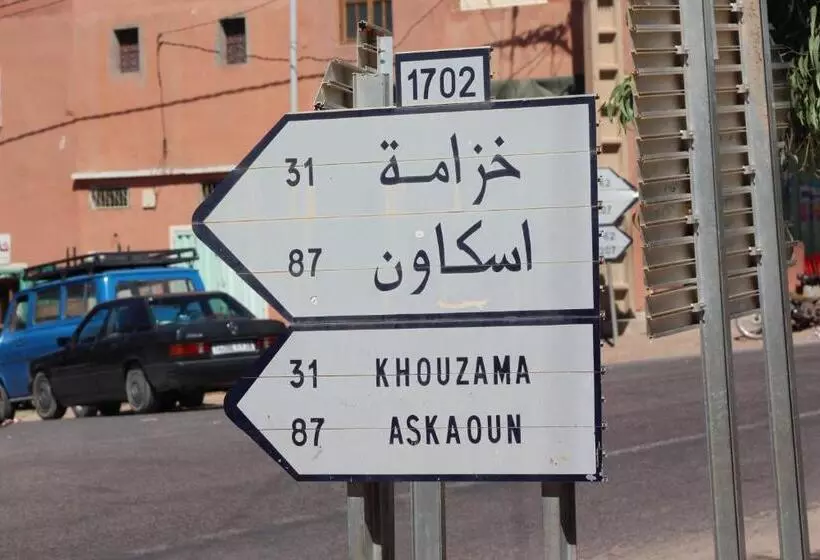 1702
31 خزامة
87 اسكاون
31 KHOUZAMA
87 ASKAOUN